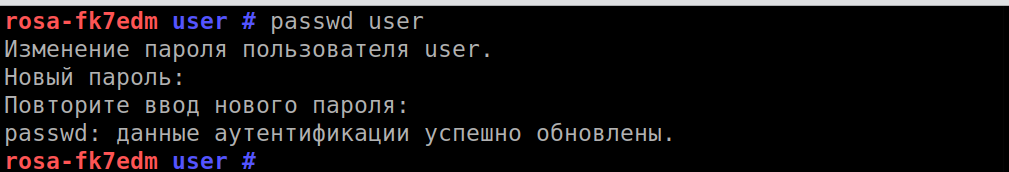 rosa-fk7edm user # passwd user
Изменение пароля пользователя user.
Новый пароль:
Повторите ввод нового пароля:
passwd: данные аутентификации успешно обновлены.
rosa-fk7edm user #